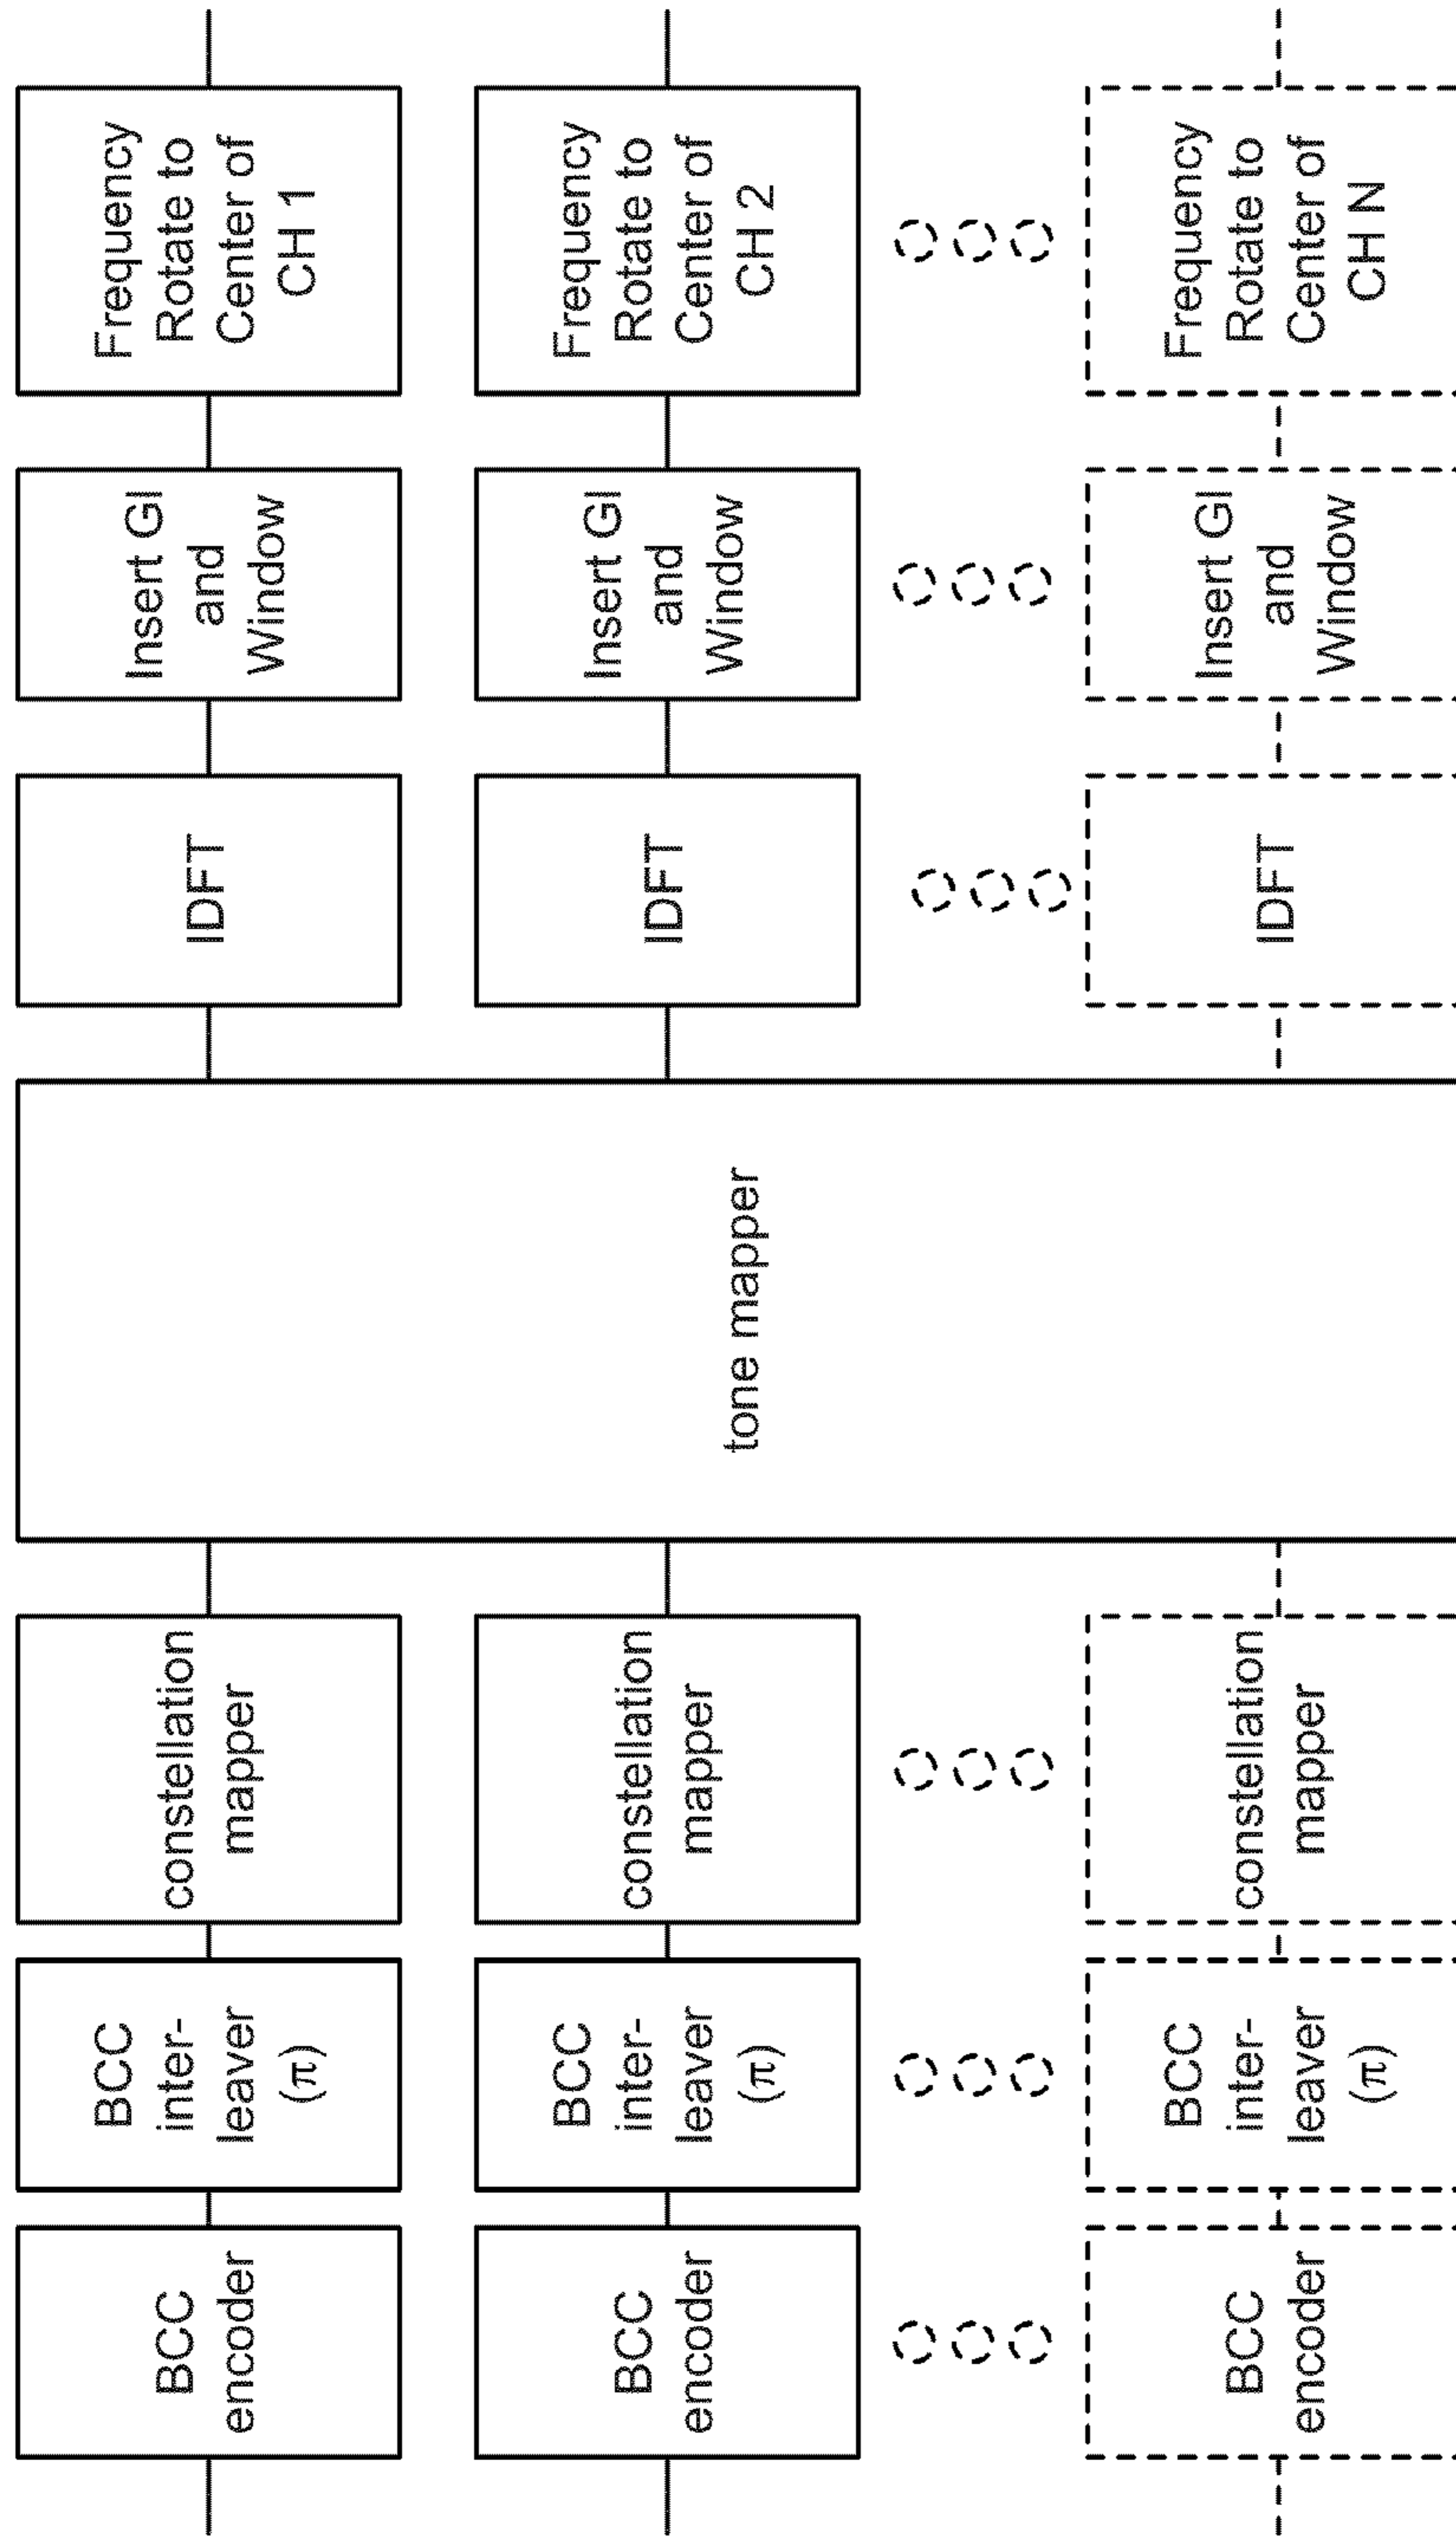 BCC
encoder
BCC
inter-
leaver
(π)
constellation
mapper
tone mapper
IDFT
Insert GI
and
Window
Frequency
Rotate to
Center of
CH 1
BCC
encoder
BCC
inter-
leaver
(π)
constellation
mapper
IDFT
Insert GI
and
Window
Frequency
Rotate to
Center of
CH 2
BCC
encoder
BCC
inter-
leaver
(π)
constellation
mapper
IDFT
Insert GI
and
Window
Frequency
Rotate to
Center of
CH N